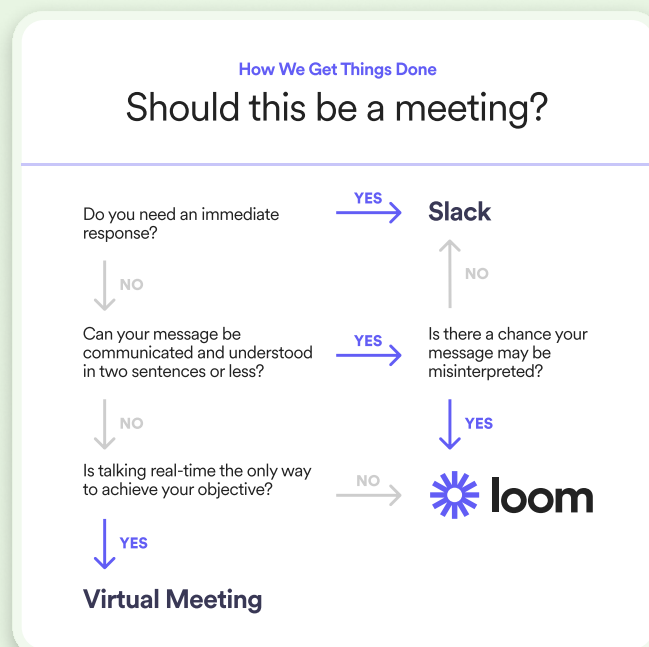 How We Get Things Done
Should this be a meeting?
Do you need an immediate
response?
YES
Slack
NO
NO
Can your message be
communicated and understood
in two sentences or less?
YES
Is there a chance your
message may be
misinterpreted?
NO
YES
Is talking real-time the only way
to achieve your objective?
NO
loom
YES
Virtual Meeting